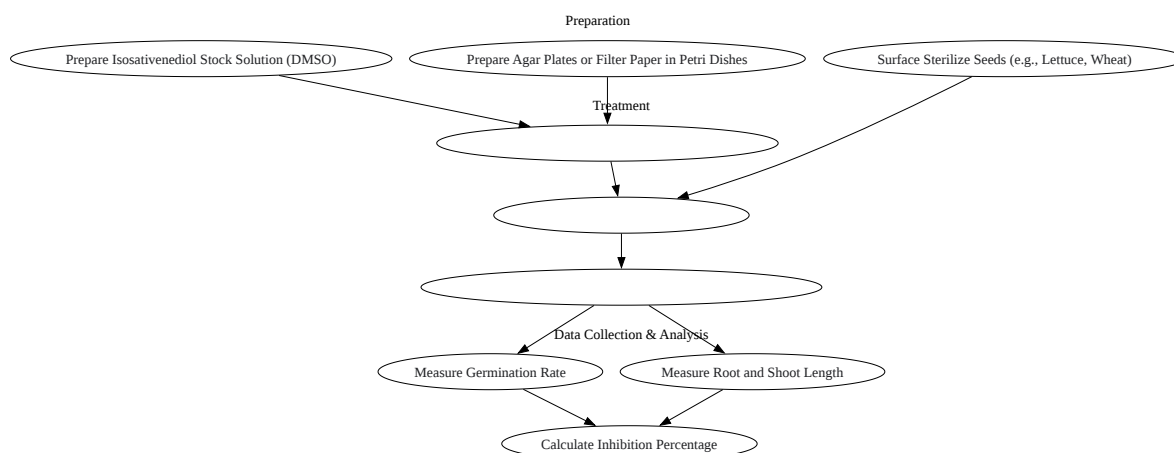 Preparation
Prepare Isosativenediol Stock Solution (DMSO)
Prepare Agar Plates or Filter Paper in Petri Dishes
Surface Sterilize Seeds (e.g., Lettuce, Wheat)
Treatment
Data Collection & Analysis
Measure Germination Rate
Measure Root and Shoot Length
Calculate Inhibition Percentage